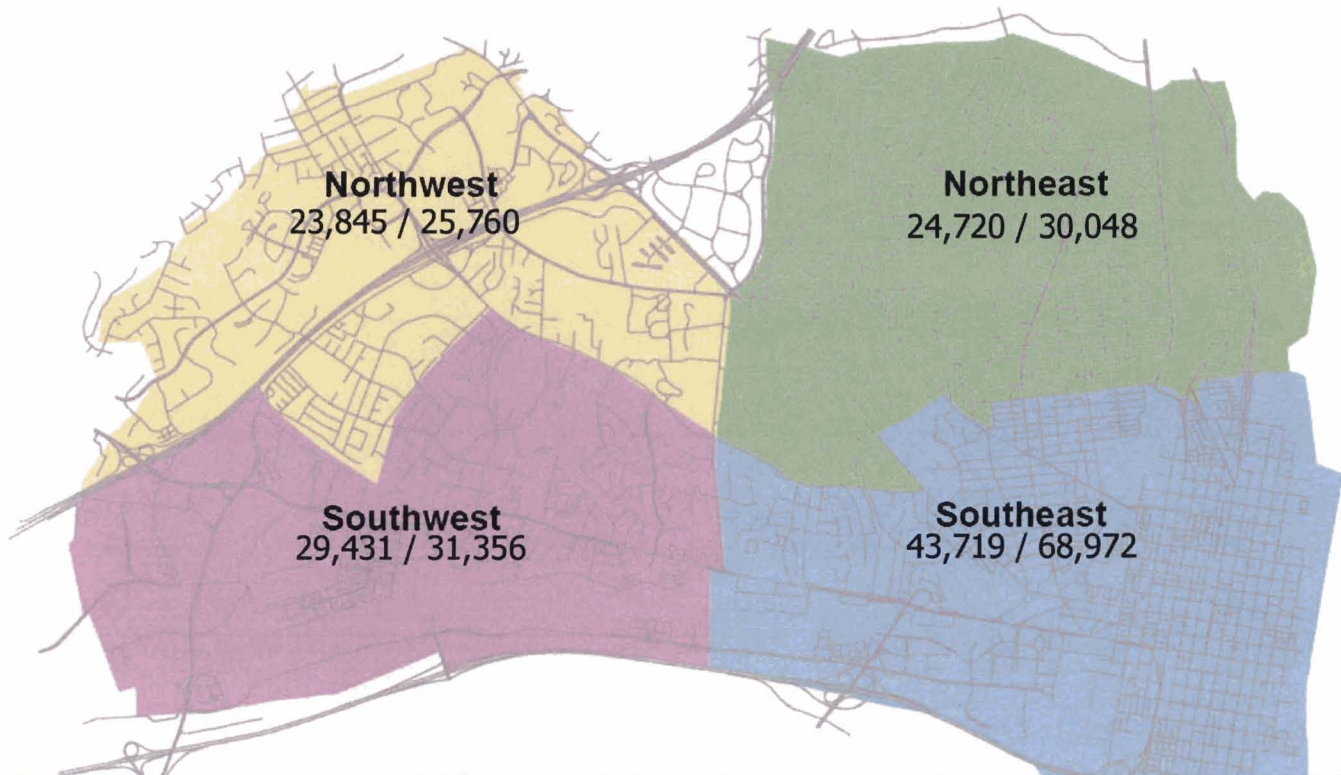 Northwest
23,845 / 25,760
Northeast
24,720 / 30,048
Southwest
29,431 / 31,356
Southeast
43,719 / 68,972